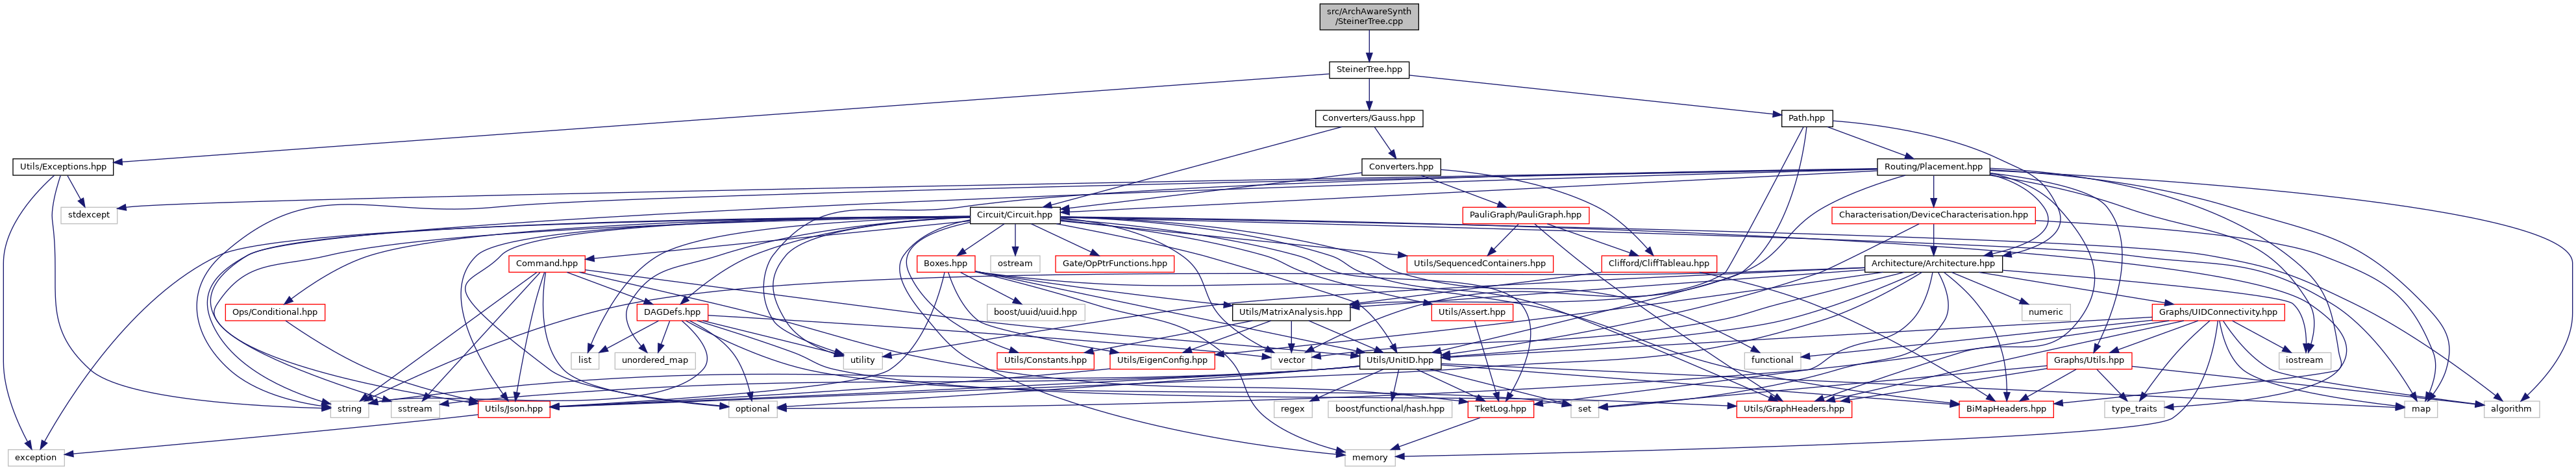 src/ArchAwareSynth
/SteinerTree.cpp
SteinerTree.hpp
Converters/Gauss.hpp
Path.hpp
Utils/Exceptions.hpp
Converters.hpp
Routing/Placement.hpp
stdexcept
Circuit/Circuit.hpp
PauliGraph/PauliGraph.hpp
Characterisation/DeviceCharacterisation.hpp
Command.hpp
Boxes.hpp
ostream
Gate/OpPtrFunctions.hpp
Utils/SequencedContainers.hpp
Clifford/CliffTableau.hpp
Architecture/Architecture.hpp
Ops/Conditional.hpp
DAGDefs.hpp
boost/uuid/uuid.hpp
Utils/MatrixAnalysis.hpp
Utils/Assert.hpp
numeric
Graphs/UIDConnectivity.hpp
list
unordered_map
utility
Utils/Constants.hpp
Utils/EigenConfig.hpp
vector
Utils/UnitID.hpp
functional
Graphs/Utils.hpp
iostream
string
sstream
Utils/Json.hpp
optional
regex
boost/functional/hash.hpp
TketLog.hpp
set
Utils/GraphHeaders.hpp
BiMapHeaders.hpp
type_traits
map
algorithm
exception
memory